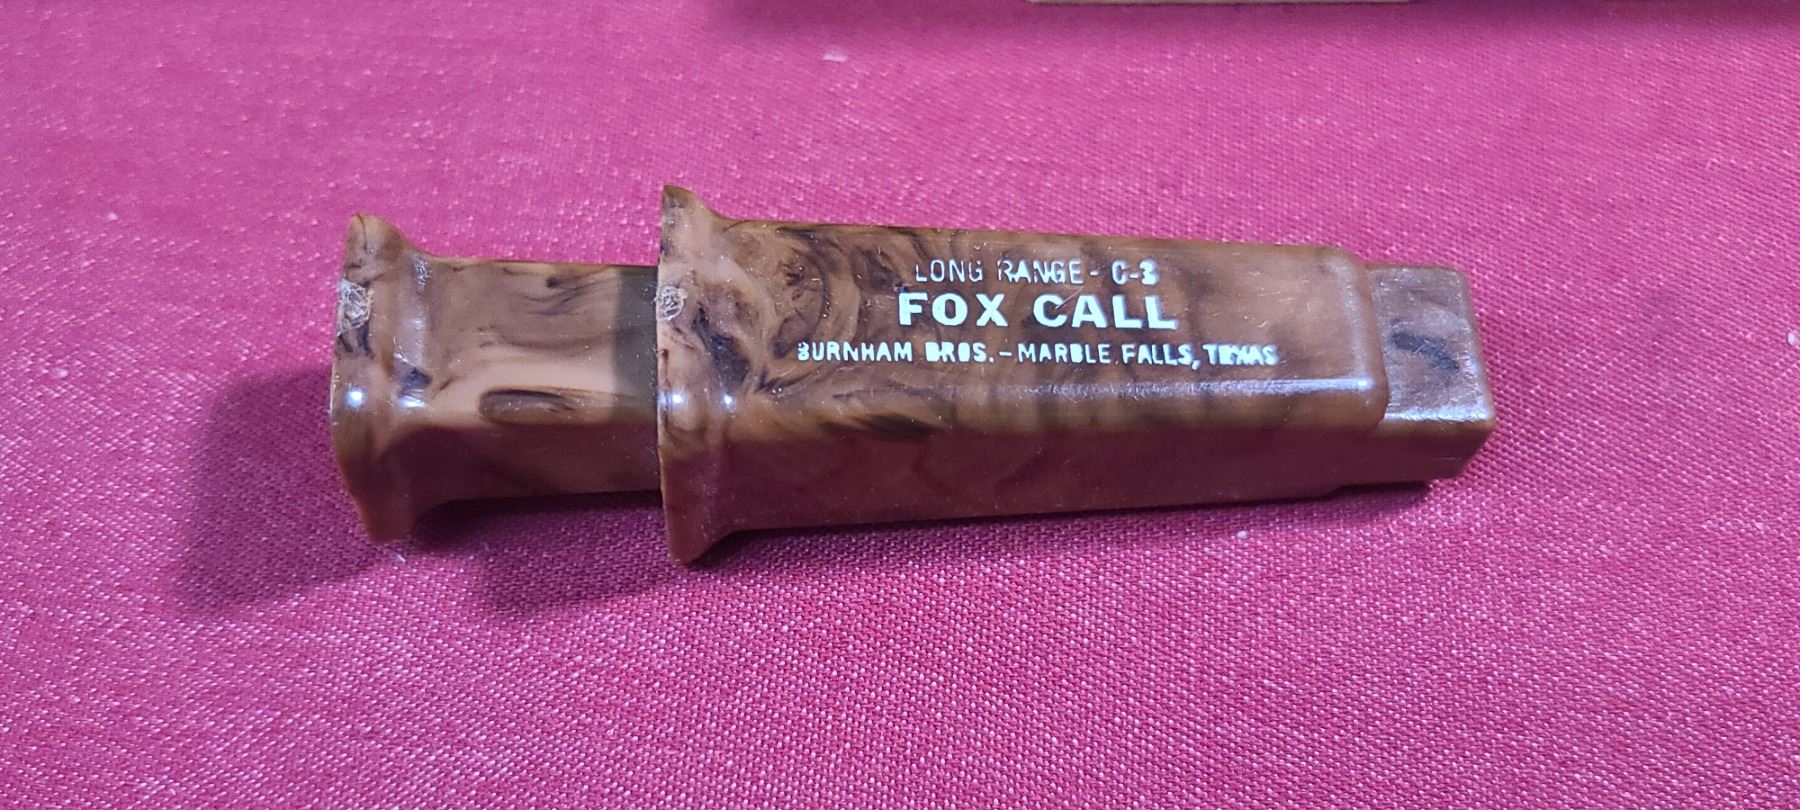 LONG RANGE - C-3
FOX CALL
BURNHAM BROS. - MARBLE FALLS, TEXAS